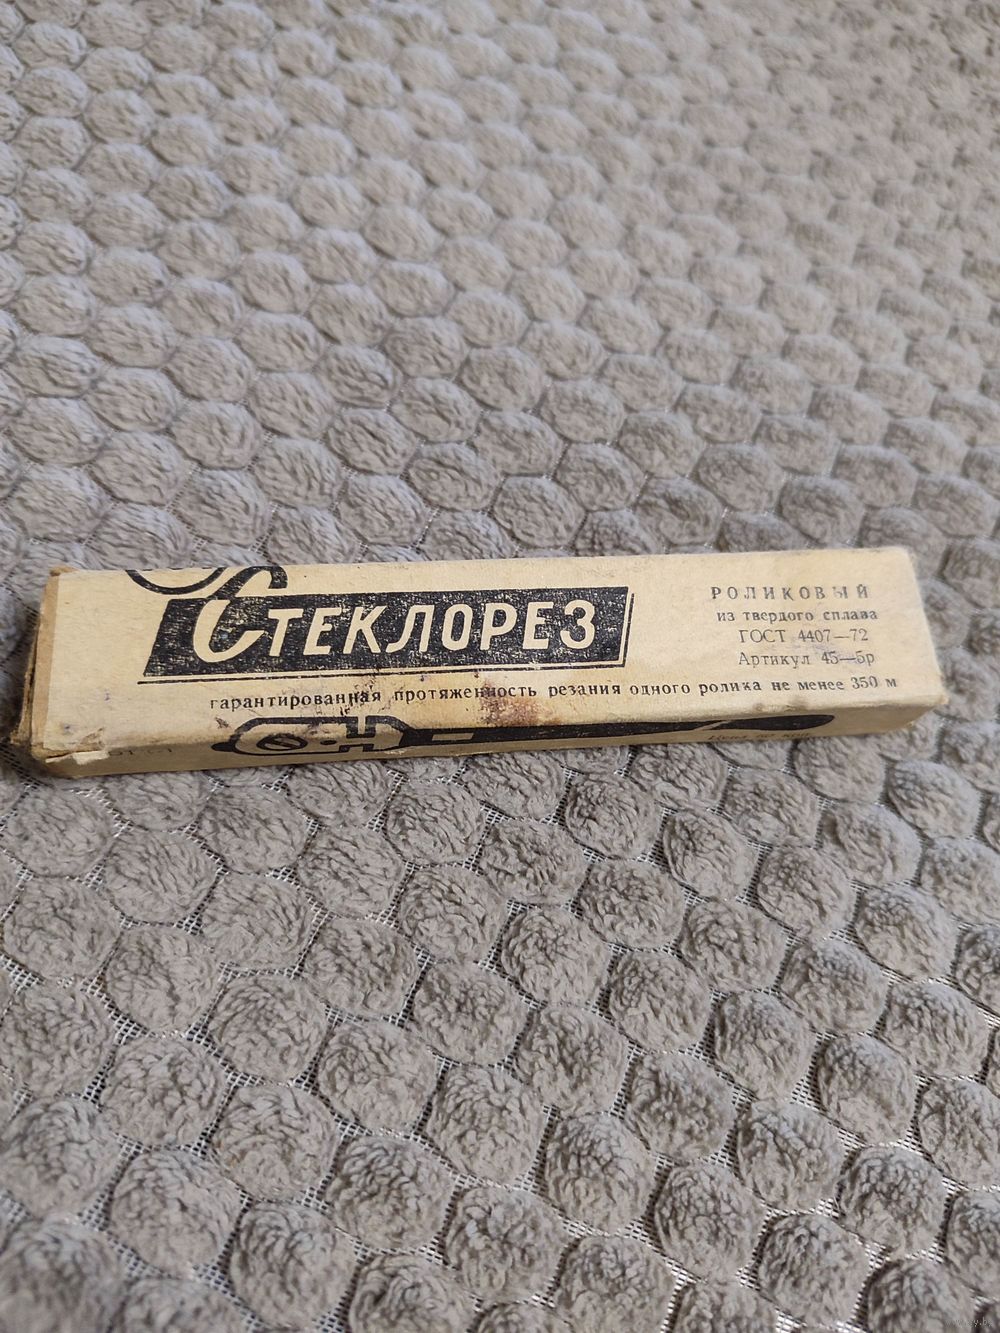 СТЕКЛОРЕЗ
РОЛИКОВЫЙ
из твердого сплава
ГОСТ 4407—72
Артикул 45—5р
гарантированная протяженность резания одного ролика не менее 350 м